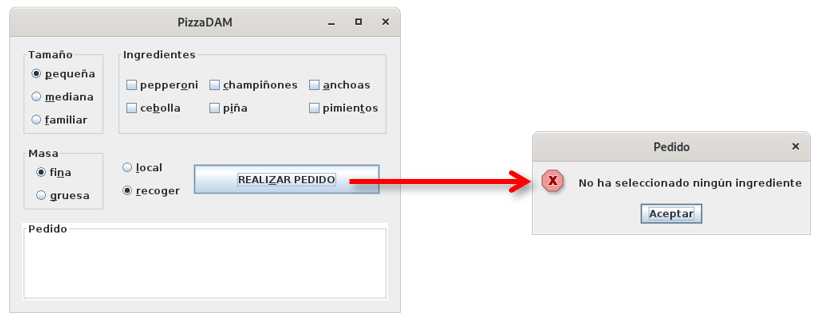 PizzaDAM
Tamaño
pequeña
mediana
familiar
Ingredientes
pepperoni champiñones anchoas
cebolla piña pimientos
Masa
fina
gruesa
local
recoger
REALIZAR PEDIDO
Pedido
Pedido
X
No ha seleccionado ningún ingrediente
Aceptar